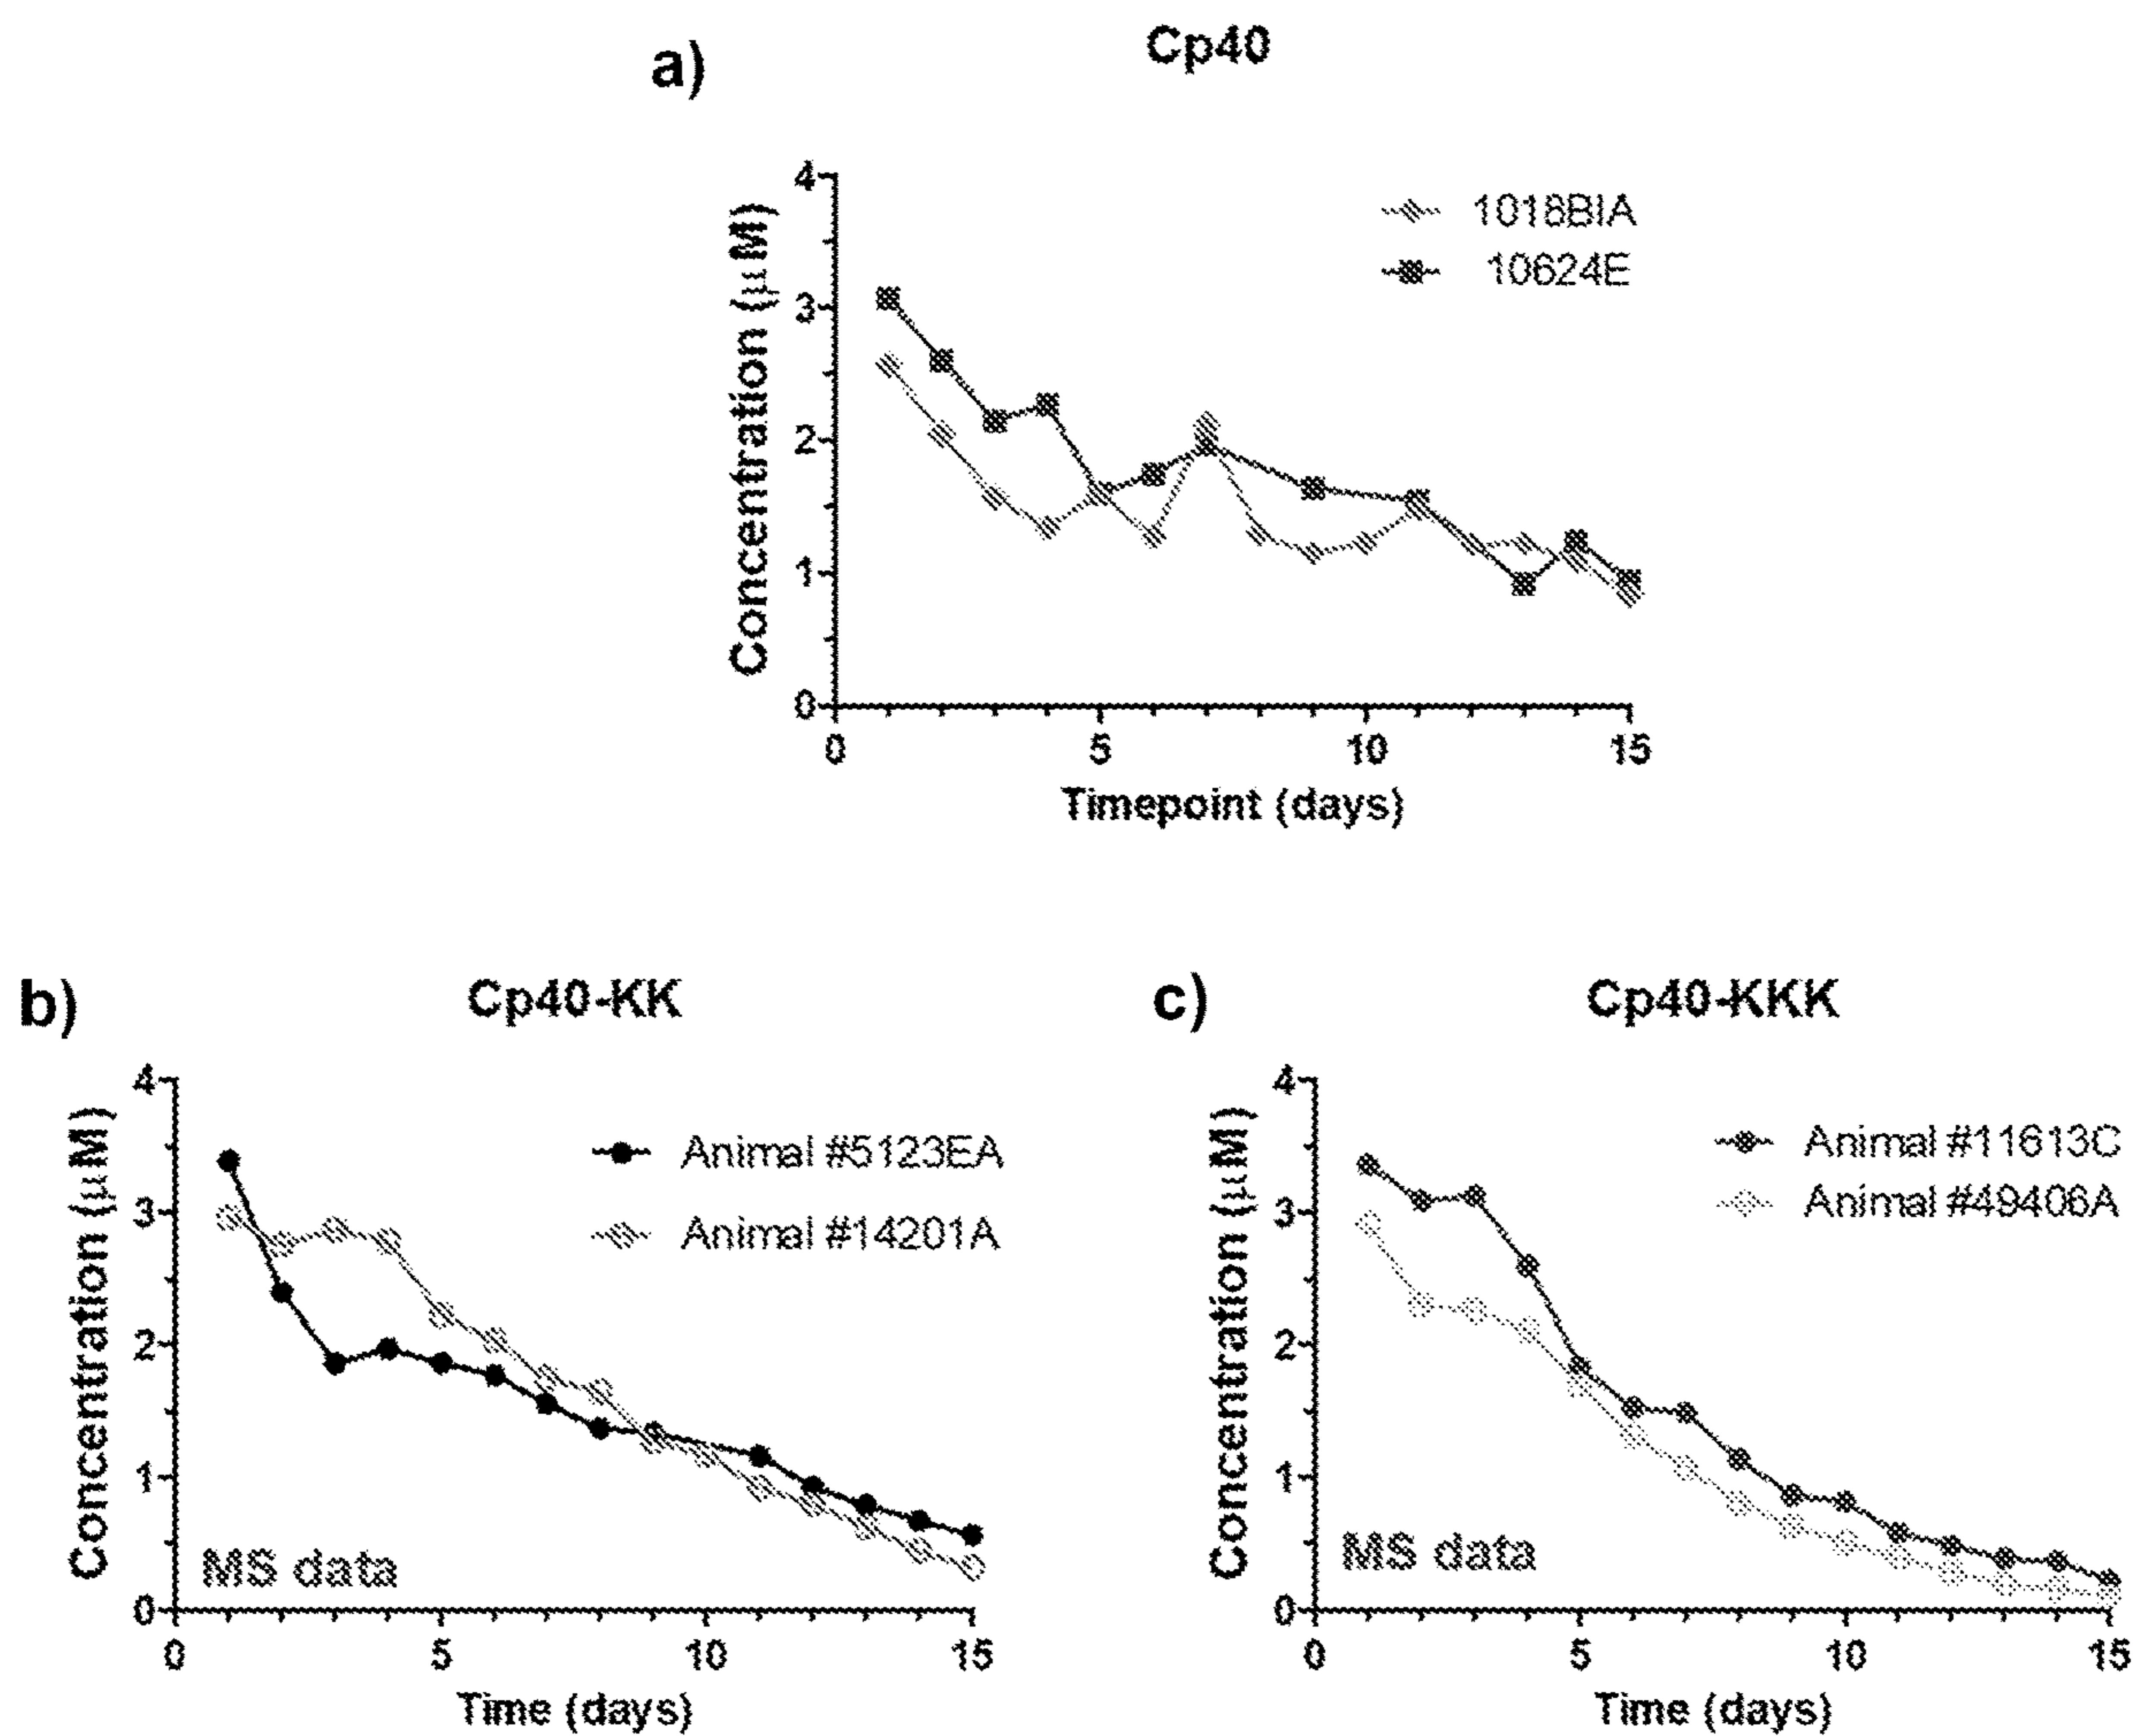 a)
Cp40
4
3
2
1
0
Concentration (µM)
1018BIA
10624E
0 5 10 15
Timepoint (days)
b)
Cp40-KK
4
3
2
1
0
Concentration (µM)
Animal #5123EA
Animal #14201A
MS data
0 5 10 15
Time (days)
c)
Cp40-KKK
4
3
2
1
0
Concentration (µM)
Animal #11613C
Animal #49406A
MS data
0 5 10 15
Time (days)